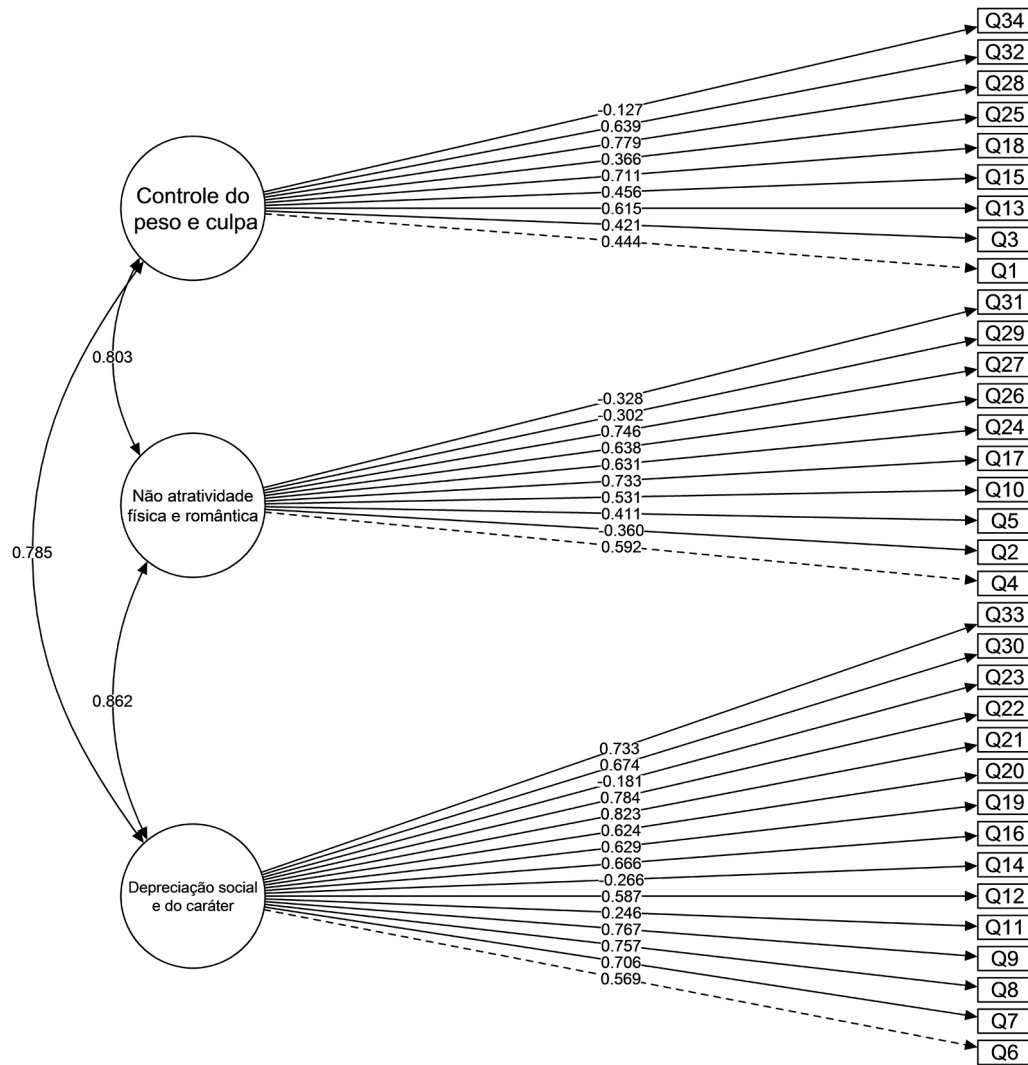 Q34
Q32
Q28
Q25
Q18
Q15
Q13
Q3
Q1
-0.127
0.639
0.779
0.366
0.711
0.456
0.615
0.421
0.444
Controle do
peso e culpa
0.803
Q31
Q29
Q27
Q26
Q24
Q17
Q10
Q5
Q2
Q4
-0.328
-0.302
0.746
0.638
0.631
0.733
0.531
0.411
-0.360
0.592
Não atratividade
física e romântica
0.785
0.862
Q33
Q30
Q23
Q22
Q21
Q20
Q19
Q16
Q14
Q12
Q11
Q9
Q8
Q7
Q6
0.733
0.674
-0.181
0.784
0.823
0.624
0.629
0.666
-0.266
0.587
0.246
0.767
0.757
0.706
0.569
Depreciação social
e do caráter